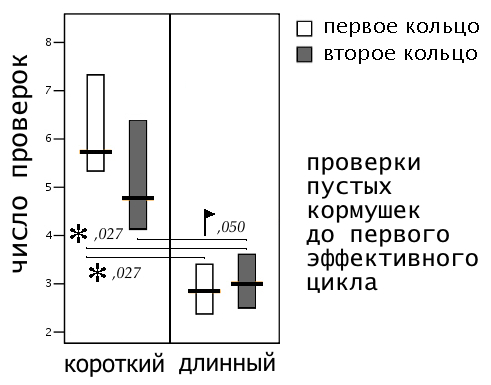 первое кольцо
второе кольцо
число проверок
8
7
6
5
4
3
2
* ,027
,050
* ,027
короткий
длинный
проверки
пустых
кормушек
до первого
эффективного
цикла